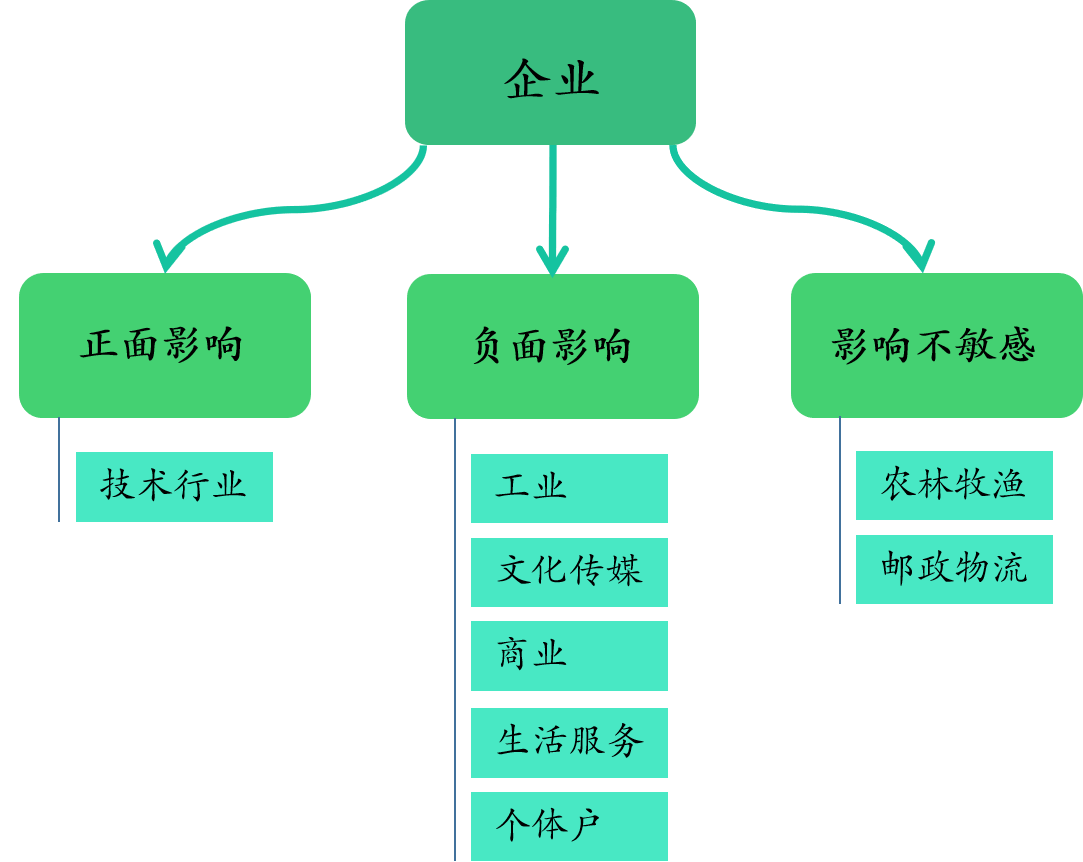 企业
正面影响
负面影响
影响不敏感
技术行业
工业
文化传媒
商业
生活服务
个体户
农林牧渔
邮政物流